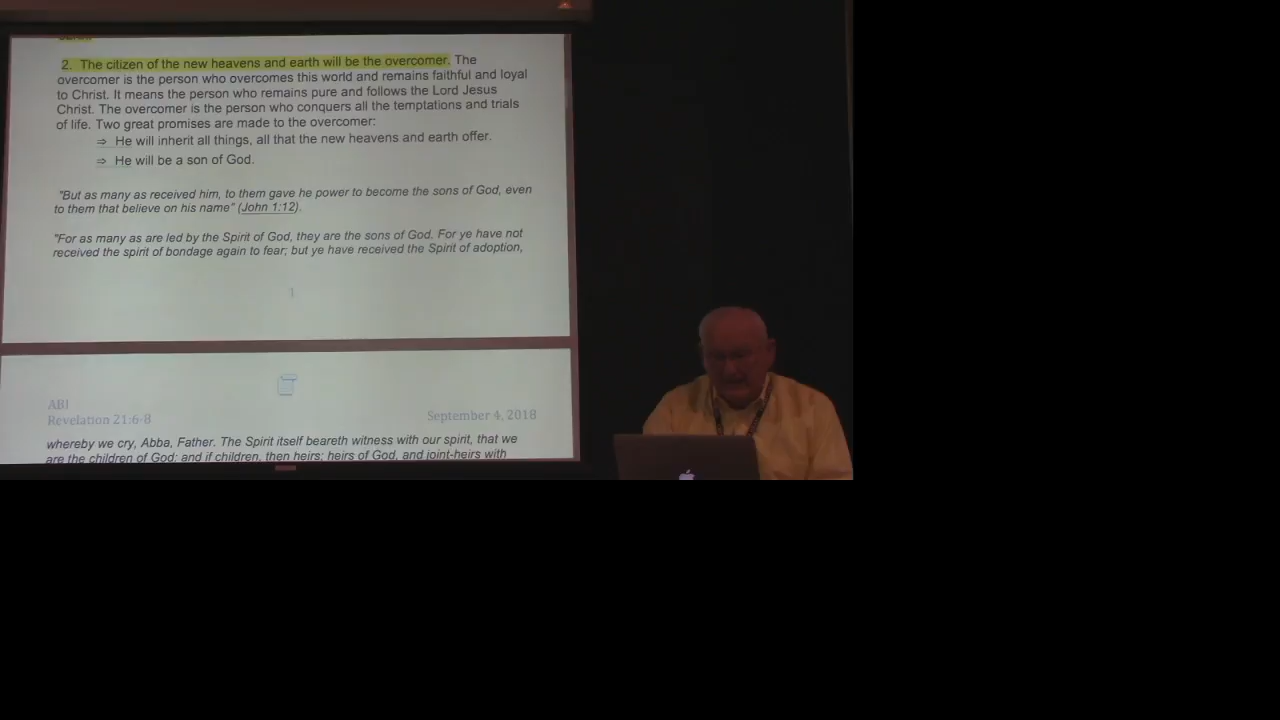 2. The citizen of the new heavens and earth will be the overcomer. The
overcomer is the person who overcomes this world and remains faithful and loyal
to Christ. It means the person who remains pure and follows the Lord Jesus
Christ. The overcomer is the person who conquers all the temptations and trials
of life. Two great promises are made to the overcomer:
⇒ He will inherit all things, all that the new heavens and earth offer.
⇒ He will be a son of God.
"But as many as received him, to them gave he power to become the sons of God, even
to them that believe on his name" (John 1:12).
"For as many as are led by the Spirit of God, they are the sons of God. For ye have not
received the spirit of bondage again to fear; but ye have received the Spirit of adoption,
1
ABI
Revelation 21:6-8
September 4, 2018
whereby we cry, Abba, Father. The Spirit itself beareth witness with our spirit, that we
are the children of God: and if children, then heirs; heirs of God, and joint-heirs with